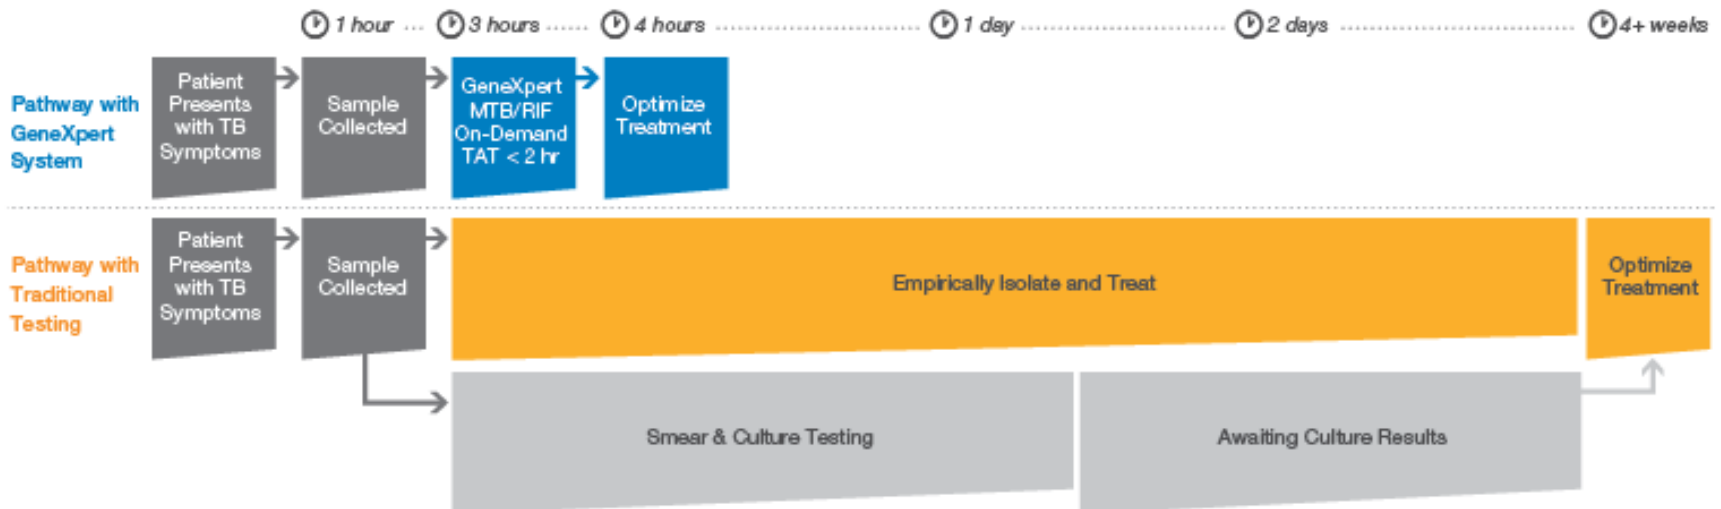 1 hour
3 hours
4 hours
1 day
2 days
4+ weeks
Pathway with
GeneXpert
System
Patient
Presents
with TB
Symptoms
Sample
Collected
GeneXpert
MTB/RIF
On-Demand
TAT < 2 hr
Optimize
Treatment
Pathway with
Traditional
Testing
Patient
Presents
with TB
Symptoms
Sample
Collected
Empirically Isolate and Treat
Optimize
Treatment
Smear & Culture Testing
Awaiting Culture Results